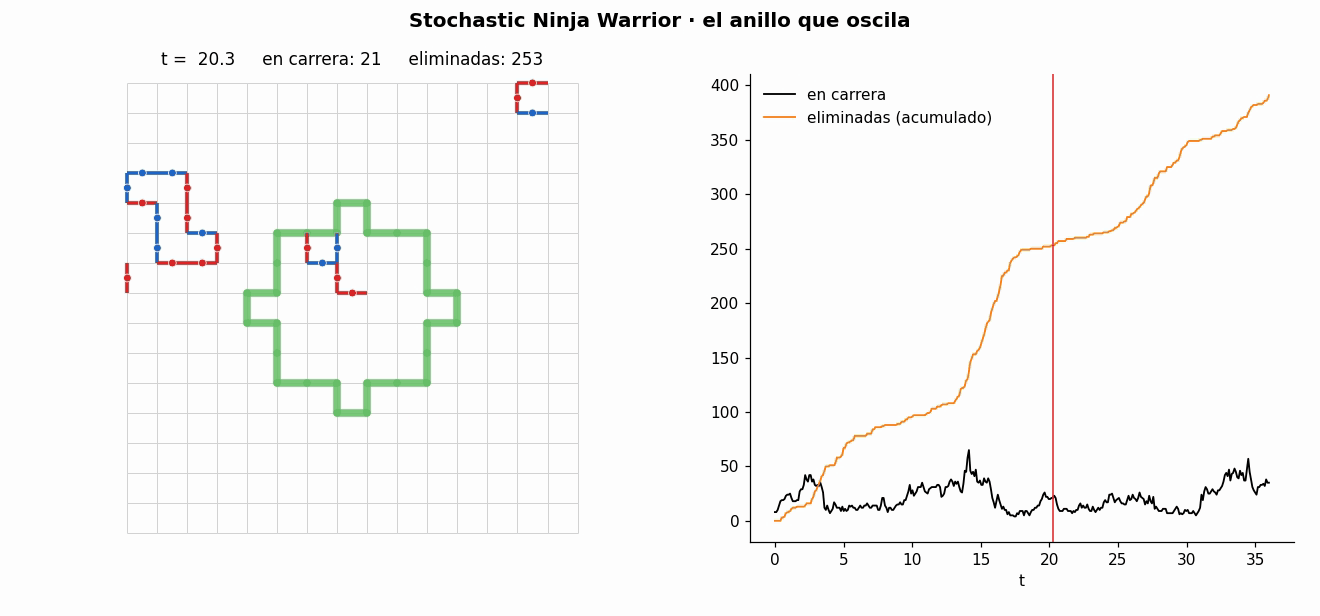 Stochastic Ninja Warrior · el anillo que oscila
t =  20.3     en carrera: 21     eliminadas: 253
en carrera
eliminadas (acumulado)
400
350
300
250
200
150
100
50
0
0 5 10 15 20 25 30 35
t